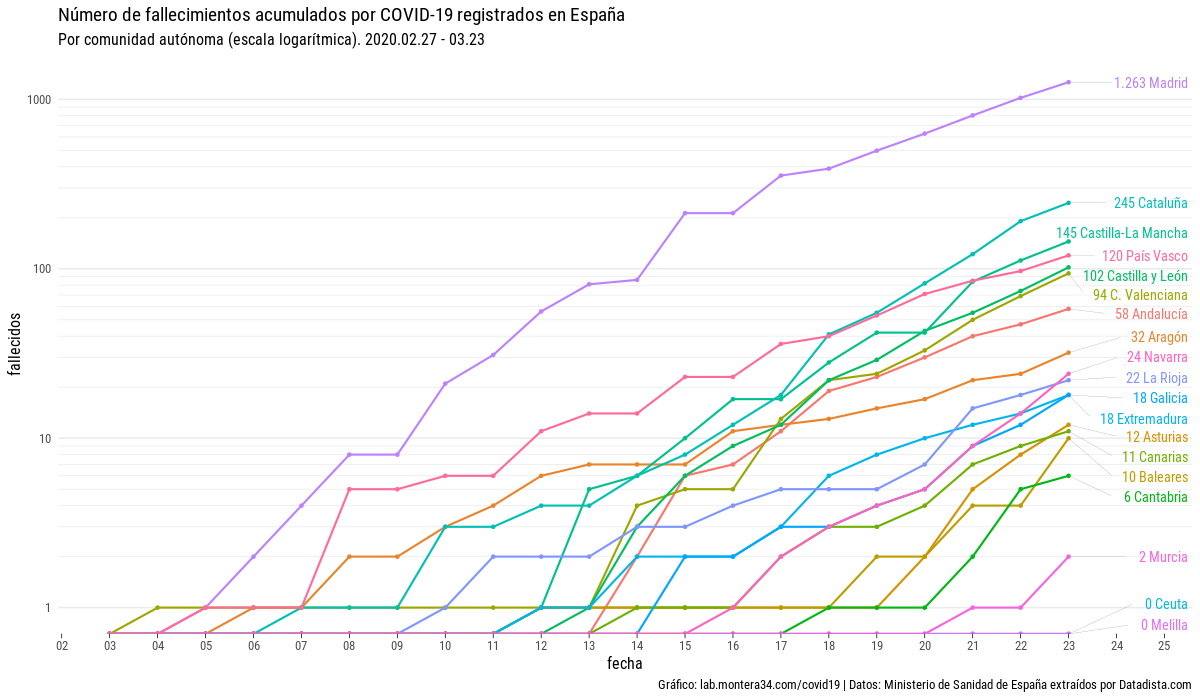 Número de fallecimientos acumulados por COVID-19 registrados en España
Por comunidad autónoma (escala logarítmica). 2020.02.27 - 03.23
1.263 Madrid
1000
245 Cataluña
145 Castilla-La Mancha
120 País Vasco
100
102 Castilla y León
94 C. Valenciana
58 Andalucía
fallecidos
32 Aragón
24 Navarra
22 La Rioja
18 Galicia
18 Extremadura
10
12 Asturias
11 Canarias
10 Baleares
6 Cantabria
2 Murcia
1
0 Ceuta
0 Melilla
02 03 04 05 06 07 08 09 10 11 12 13 14 15 16 17 18 19 20 21 22 23 24 25
fecha
Gráfico: lab.montera34.com/covid19 | Datos: Ministerio de Sanidad de España extraídos por Datadista.com